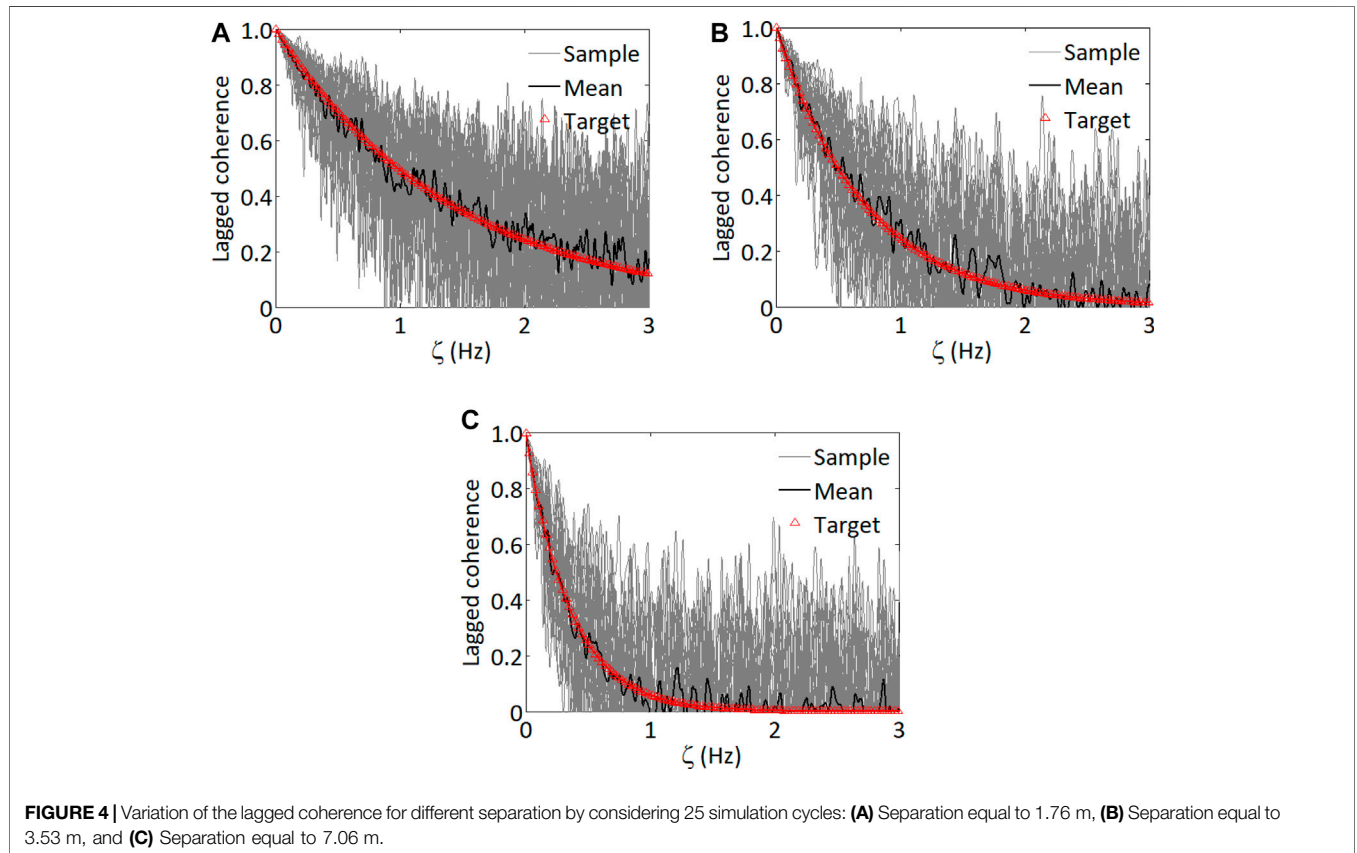 A
1.0
0.8
0.6
0.4
0.2
0
Lagged coherence
Sample
Mean
Target
0 1 2 3
ζ (Hz)
B
1.0
0.8
0.6
0.4
0.2
0
Lagged coherence
Sample
Mean
Target
0 1 2 3
ζ (Hz)
C
1.0
0.8
0.6
0.4
0.2
0
Lagged coherence
Sample
Mean
Target
0 1 2 3
ζ (Hz)
FIGURE 4 | Variation of the lagged coherence for different separation by considering 25 simulation cycles: (A) Separation equal to 1.76 m, (B) Separation equal to
3.53 m, and (C) Separation equal to 7.06 m.